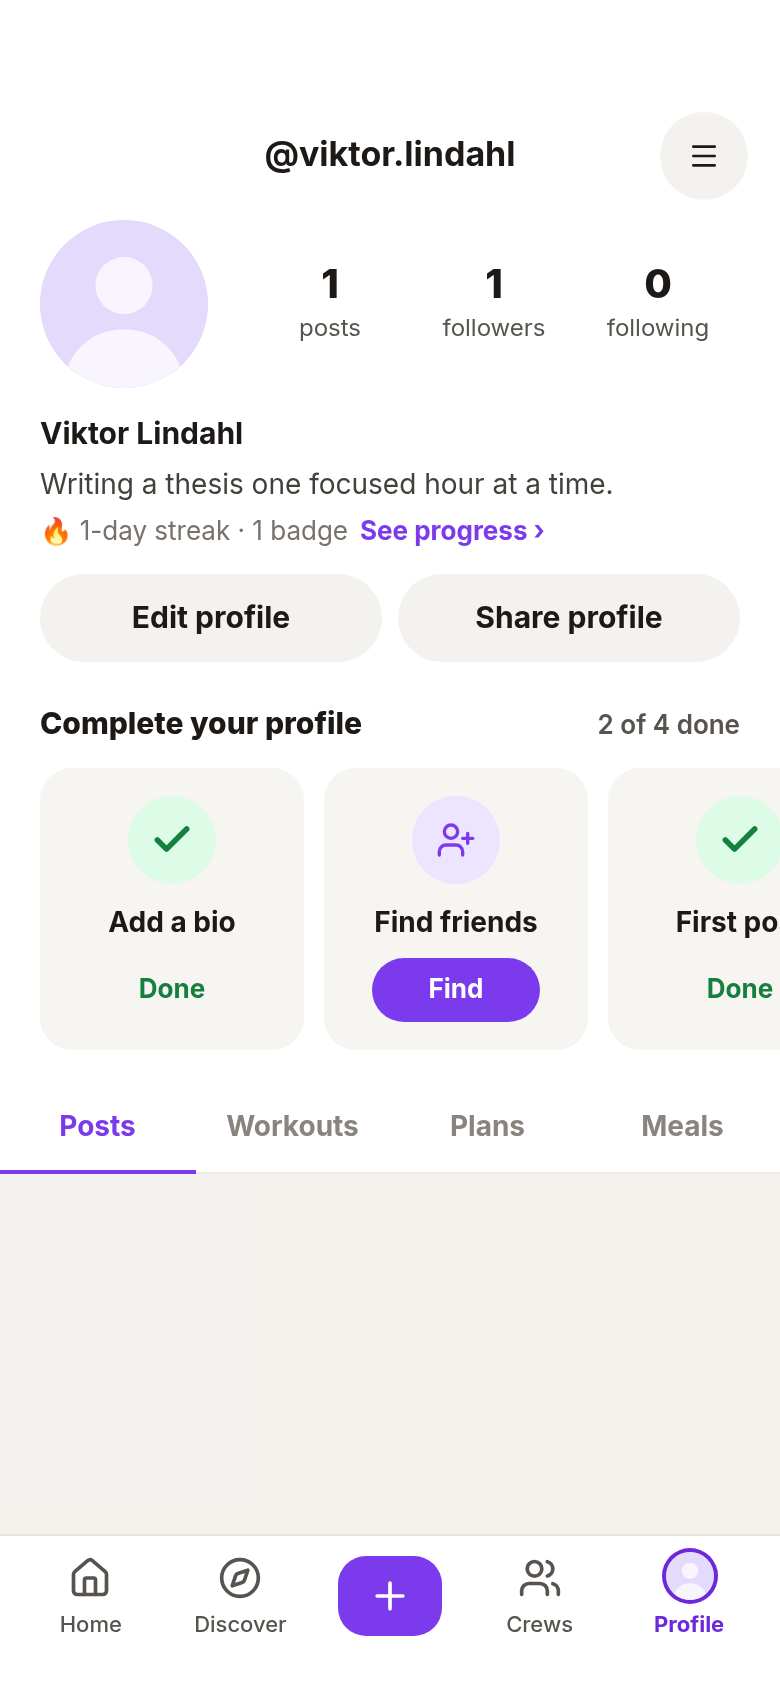 @viktor.lindahl
1 1 0
posts followers following
Viktor Lindahl
Writing a thesis one focused hour at a time.
🔥 1-day streak · 1 badge See progress ›
Edit profile Share profile
Complete your profile 2 of 4 done
Add a bio Find friends First po
Done Find Done
Posts Workouts Plans Meals
Home Discover Crews Profile